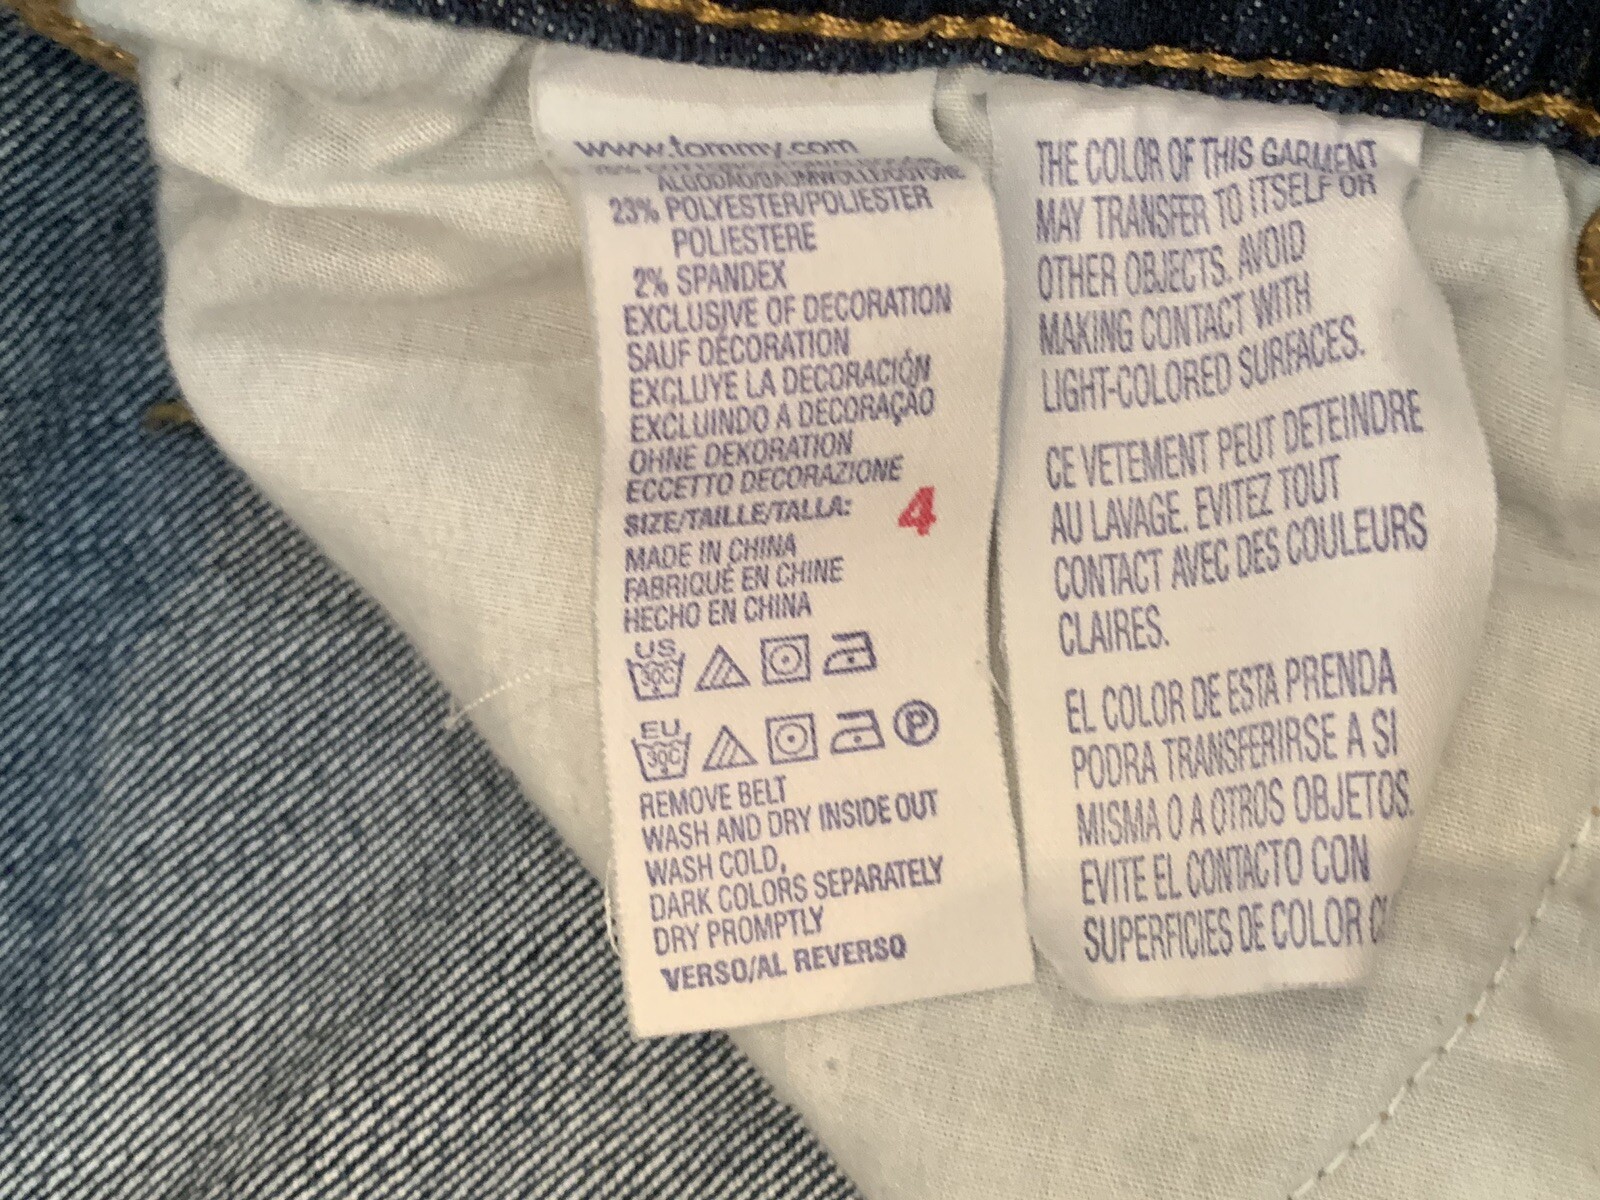 www.tommy.com
ALGODÃO/BAUMWOLLE/COTONE
23% POLYESTER/POLIESTER
POLIESTERE
2% SPANDEX
EXCLUSIVE OF DECORATION
SAUF DÉCORATION
EXCLUYE LA DECORACIÓN
EXCLUINDO A DECORAÇÃO
OHNE DEKORATION
ECCETTO DECORAZIONE
SIZE/TAILLE/TALLA: 4
MADE IN CHINA
FABRIQUÉ EN CHINE
HECHO EN CHINA
US
30C
EU
30C P
REMOVE BELT
WASH AND DRY INSIDE OUT
WASH COLD,
DARK COLORS SEPARATELY
DRY PROMPTLY
VERSO/AL REVERSO
THE COLOR OF THIS GARMENT
MAY TRANSFER TO ITSELF OR
OTHER OBJECTS. AVOID
MAKING CONTACT WITH
LIGHT-COLORED SURFACES.
CE VETEMENT PEUT DETEINDRE
AU LAVAGE. EVITEZ TOUT
CONTACT AVEC DES COULEURS
CLAIRES.
EL COLOR DE ESTA PRENDA
PODRA TRANSFERIRSE A SI
MISMA O A OTROS OBJETOS.
EVITE EL CONTACTO CON
SUPERFICIES DE COLOR